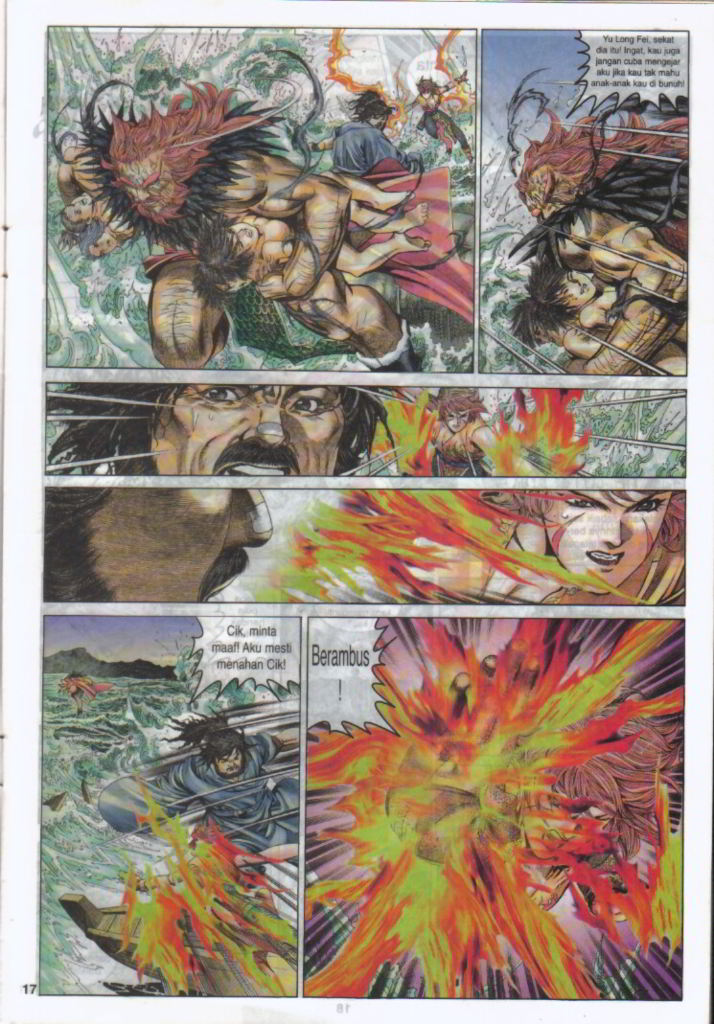 Yu Long Fei, sekat
dia itu! Ingat, kau juga
jangan cuba mengejar
aku jika kau tak mahu
anak-anak kau di bunuh!
Cik, minta
maaf! Aku mesti
menahan Cik!
Berambus
!
17